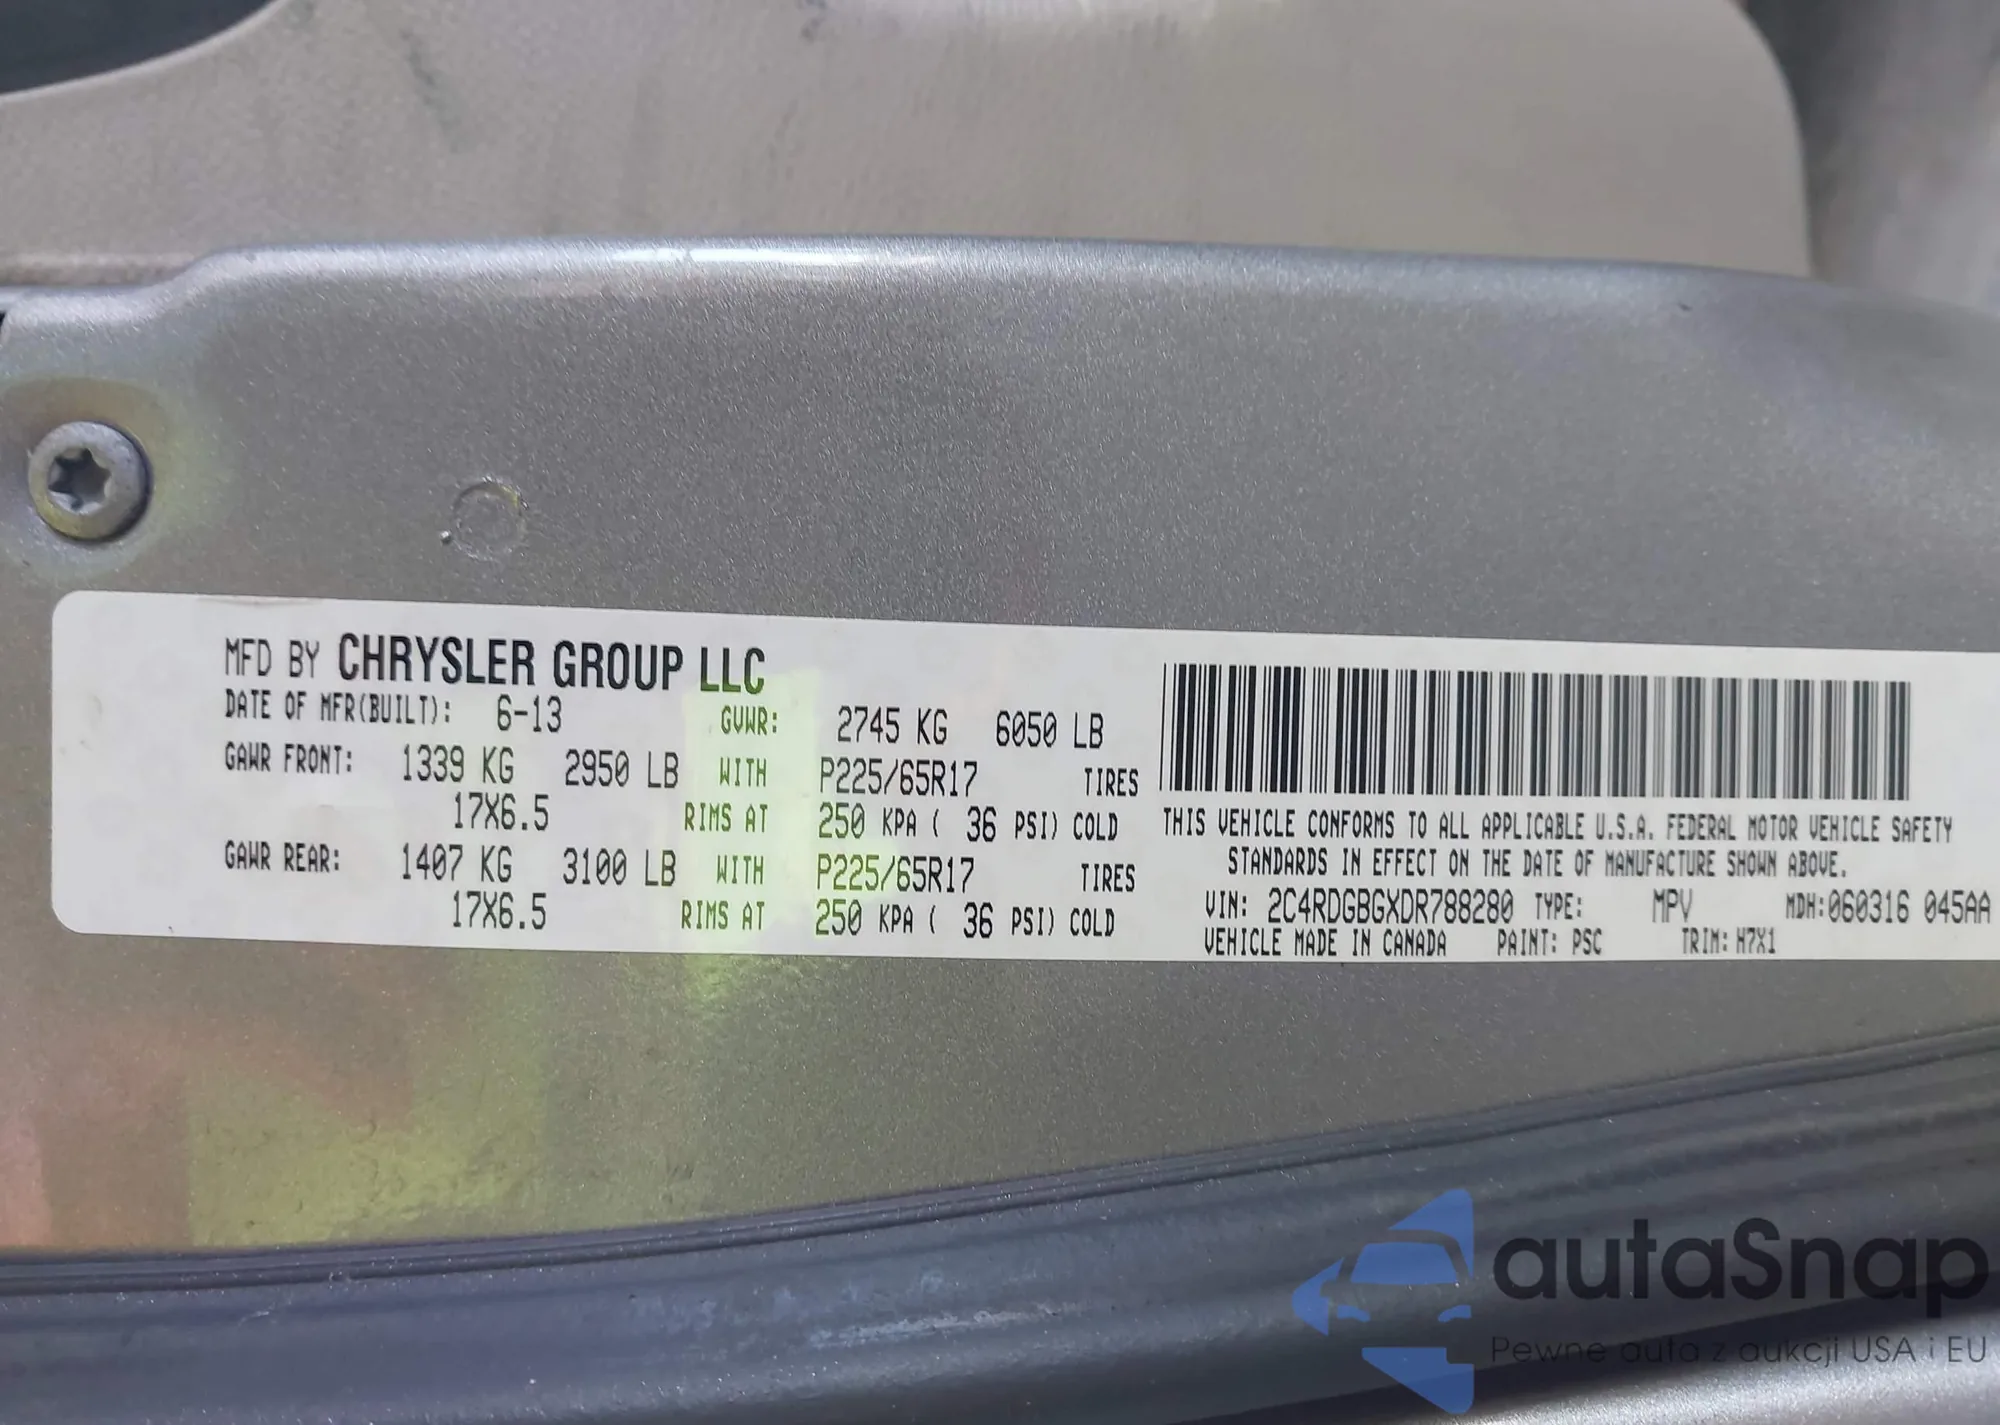 MFD BY CHRYSLER GROUP LLC
DATE OF MFR(BUILT): 6-13 GVWR: 2745 KG 6050 LB
GAWR FRONT: 1339 KG 2950 LB WITH P225/65R17 TIRES
17X6.5 RIMS AT 250 KPA ( 36 PSI) COLD
GAWR REAR: 1407 KG 3100 LB WITH P225/65R17 TIRES
17X6.5 RIMS AT 250 KPA ( 36 PSI) COLD
THIS VEHICLE CONFORMS TO ALL APPLICABLE U.S.A. FEDERAL MOTOR VEHICLE SAFETY
STANDARDS IN EFFECT ON THE DATE OF MANUFACTURE SHOWN ABOVE.
VIN: 2C4RDGBGXDR788280 TYPE: MPV MDH:060316 045AA
VEHICLE MADE IN CANADA PAINT: PSC TRIM: H7X1
autaSnap
Pewne auta z aukcji USA i EU